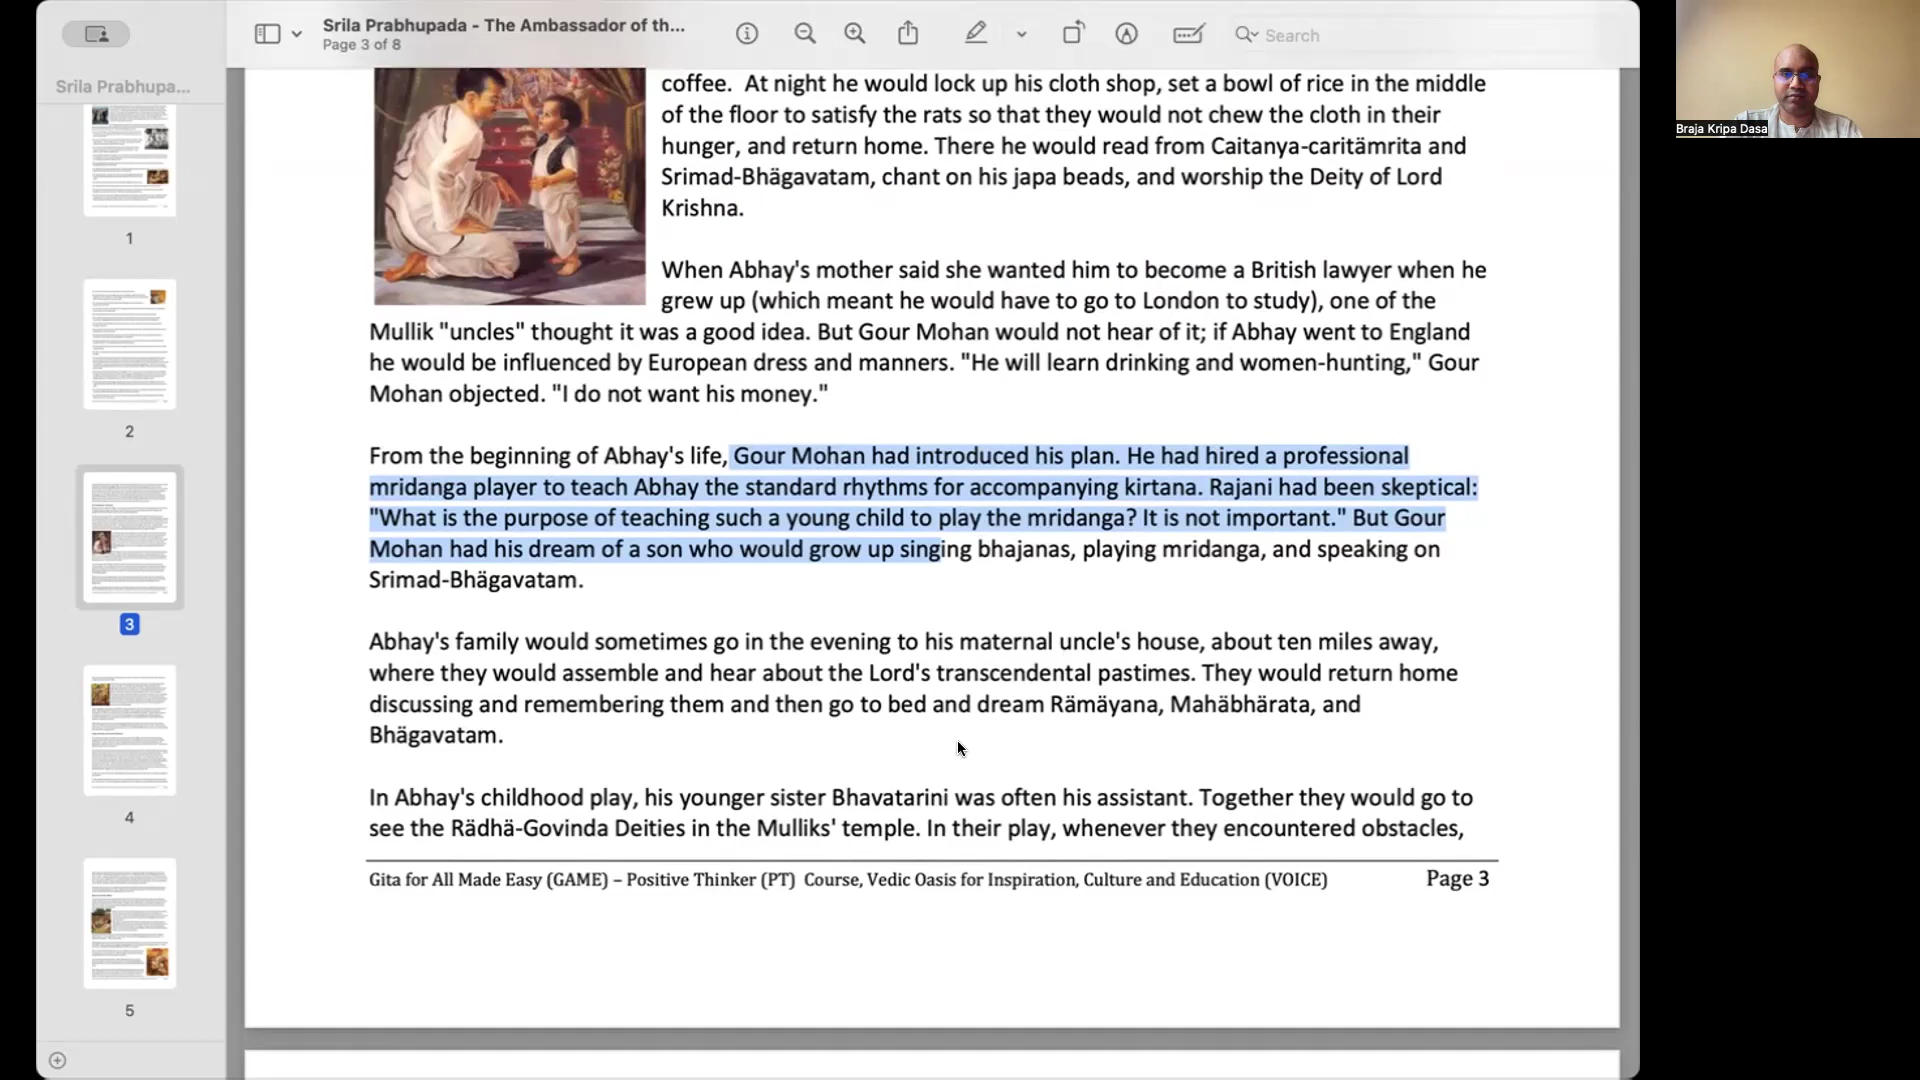 Srila Prabhupada - The Ambassador of th...
Page 3 of 8
Search
Srila Prabhupa...
1
2
3
4
5
coffee.  At night he would lock up his cloth shop, set a bowl of rice in the middle
of the floor to satisfy the rats so that they would not chew the cloth in their
hunger, and return home. There he would read from Caitanya-caritämrita and
Srimad-Bhägavatam, chant on his japa beads, and worship the Deity of Lord
Krishna.
When Abhay's mother said she wanted him to become a British lawyer when he
grew up (which meant he would have to go to London to study), one of the
Mullik "uncles" thought it was a good idea. But Gour Mohan would not hear of it; if Abhay went to England
he would be influenced by European dress and manners. "He will learn drinking and women-hunting," Gour
Mohan objected. "I do not want his money."
From the beginning of Abhay's life, Gour Mohan had introduced his plan. He had hired a professional
mridanga player to teach Abhay the standard rhythms for accompanying kirtana. Rajani had been skeptical:
"What is the purpose of teaching such a young child to play the mridanga? It is not important." But Gour
Mohan had his dream of a son who would grow up singing bhajanas, playing mridanga, and speaking on
Srimad-Bhägavatam.
Abhay's family would sometimes go in the evening to his maternal uncle's house, about ten miles away,
where they would assemble and hear about the Lord's transcendental pastimes. They would return home
discussing and remembering them and then go to bed and dream Rämäyana, Mahäbhärata, and
Bhägavatam.
In Abhay's childhood play, his younger sister Bhavatarini was often his assistant. Together they would go to
see the Rädhä-Govinda Deities in the Mulliks' temple. In their play, whenever they encountered obstacles,
Gita for All Made Easy (GAME) – Positive Thinker (PT)  Course, Vedic Oasis for Inspiration, Culture and Education (VOICE)
Page 3
Braja Kripa Dasa